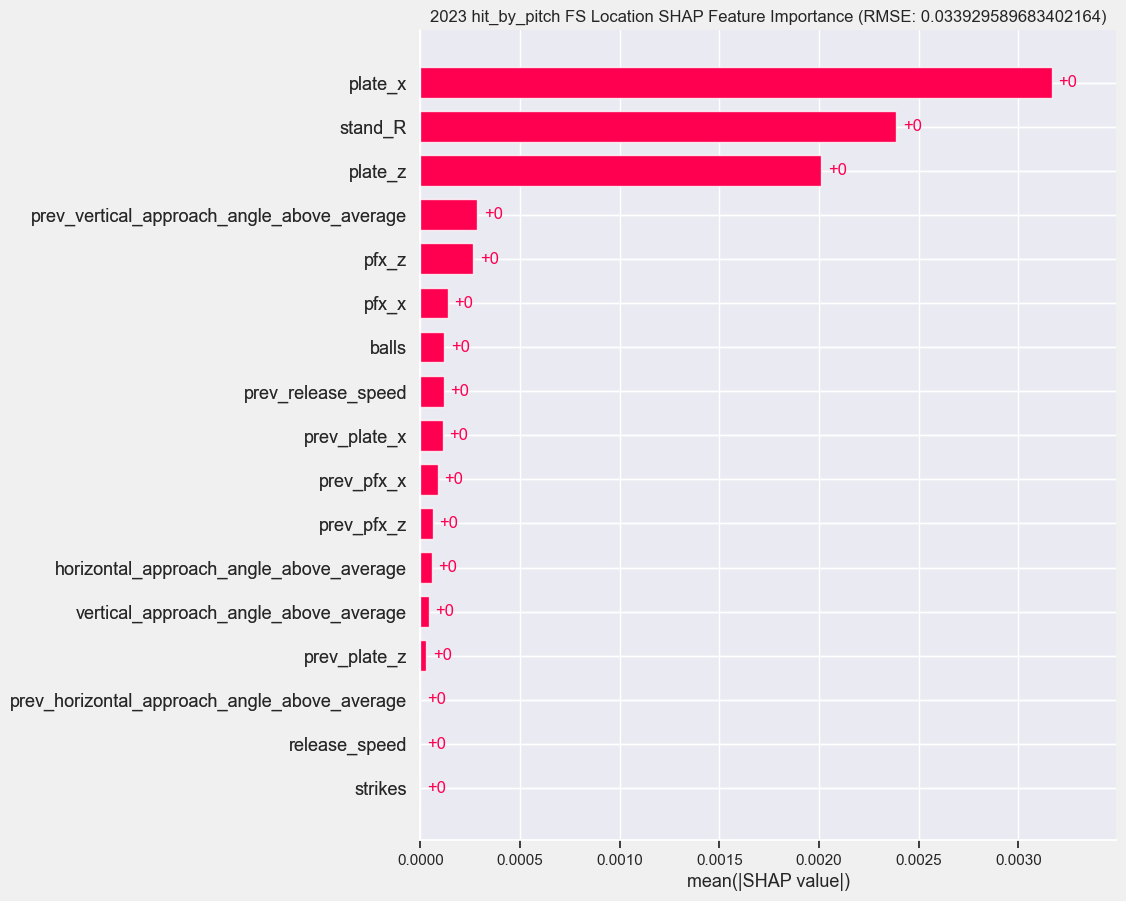 2023 hit_by_pitch FS Location SHAP Feature Importance (RMSE: 0.033929589683402164)
plate_x +0
stand_R +0
plate_z +0
prev_vertical_approach_angle_above_average +0
pfx_z +0
pfx_x +0
balls +0
prev_release_speed +0
prev_plate_x +0
prev_pfx_x +0
prev_pfx_z +0
horizontal_approach_angle_above_average +0
vertical_approach_angle_above_average +0
prev_plate_z +0
prev_horizontal_approach_angle_above_average +0
release_speed +0
strikes +0
0.0000 0.0005 0.0010 0.0015 0.0020 0.0025 0.0030
mean(|SHAP value|)